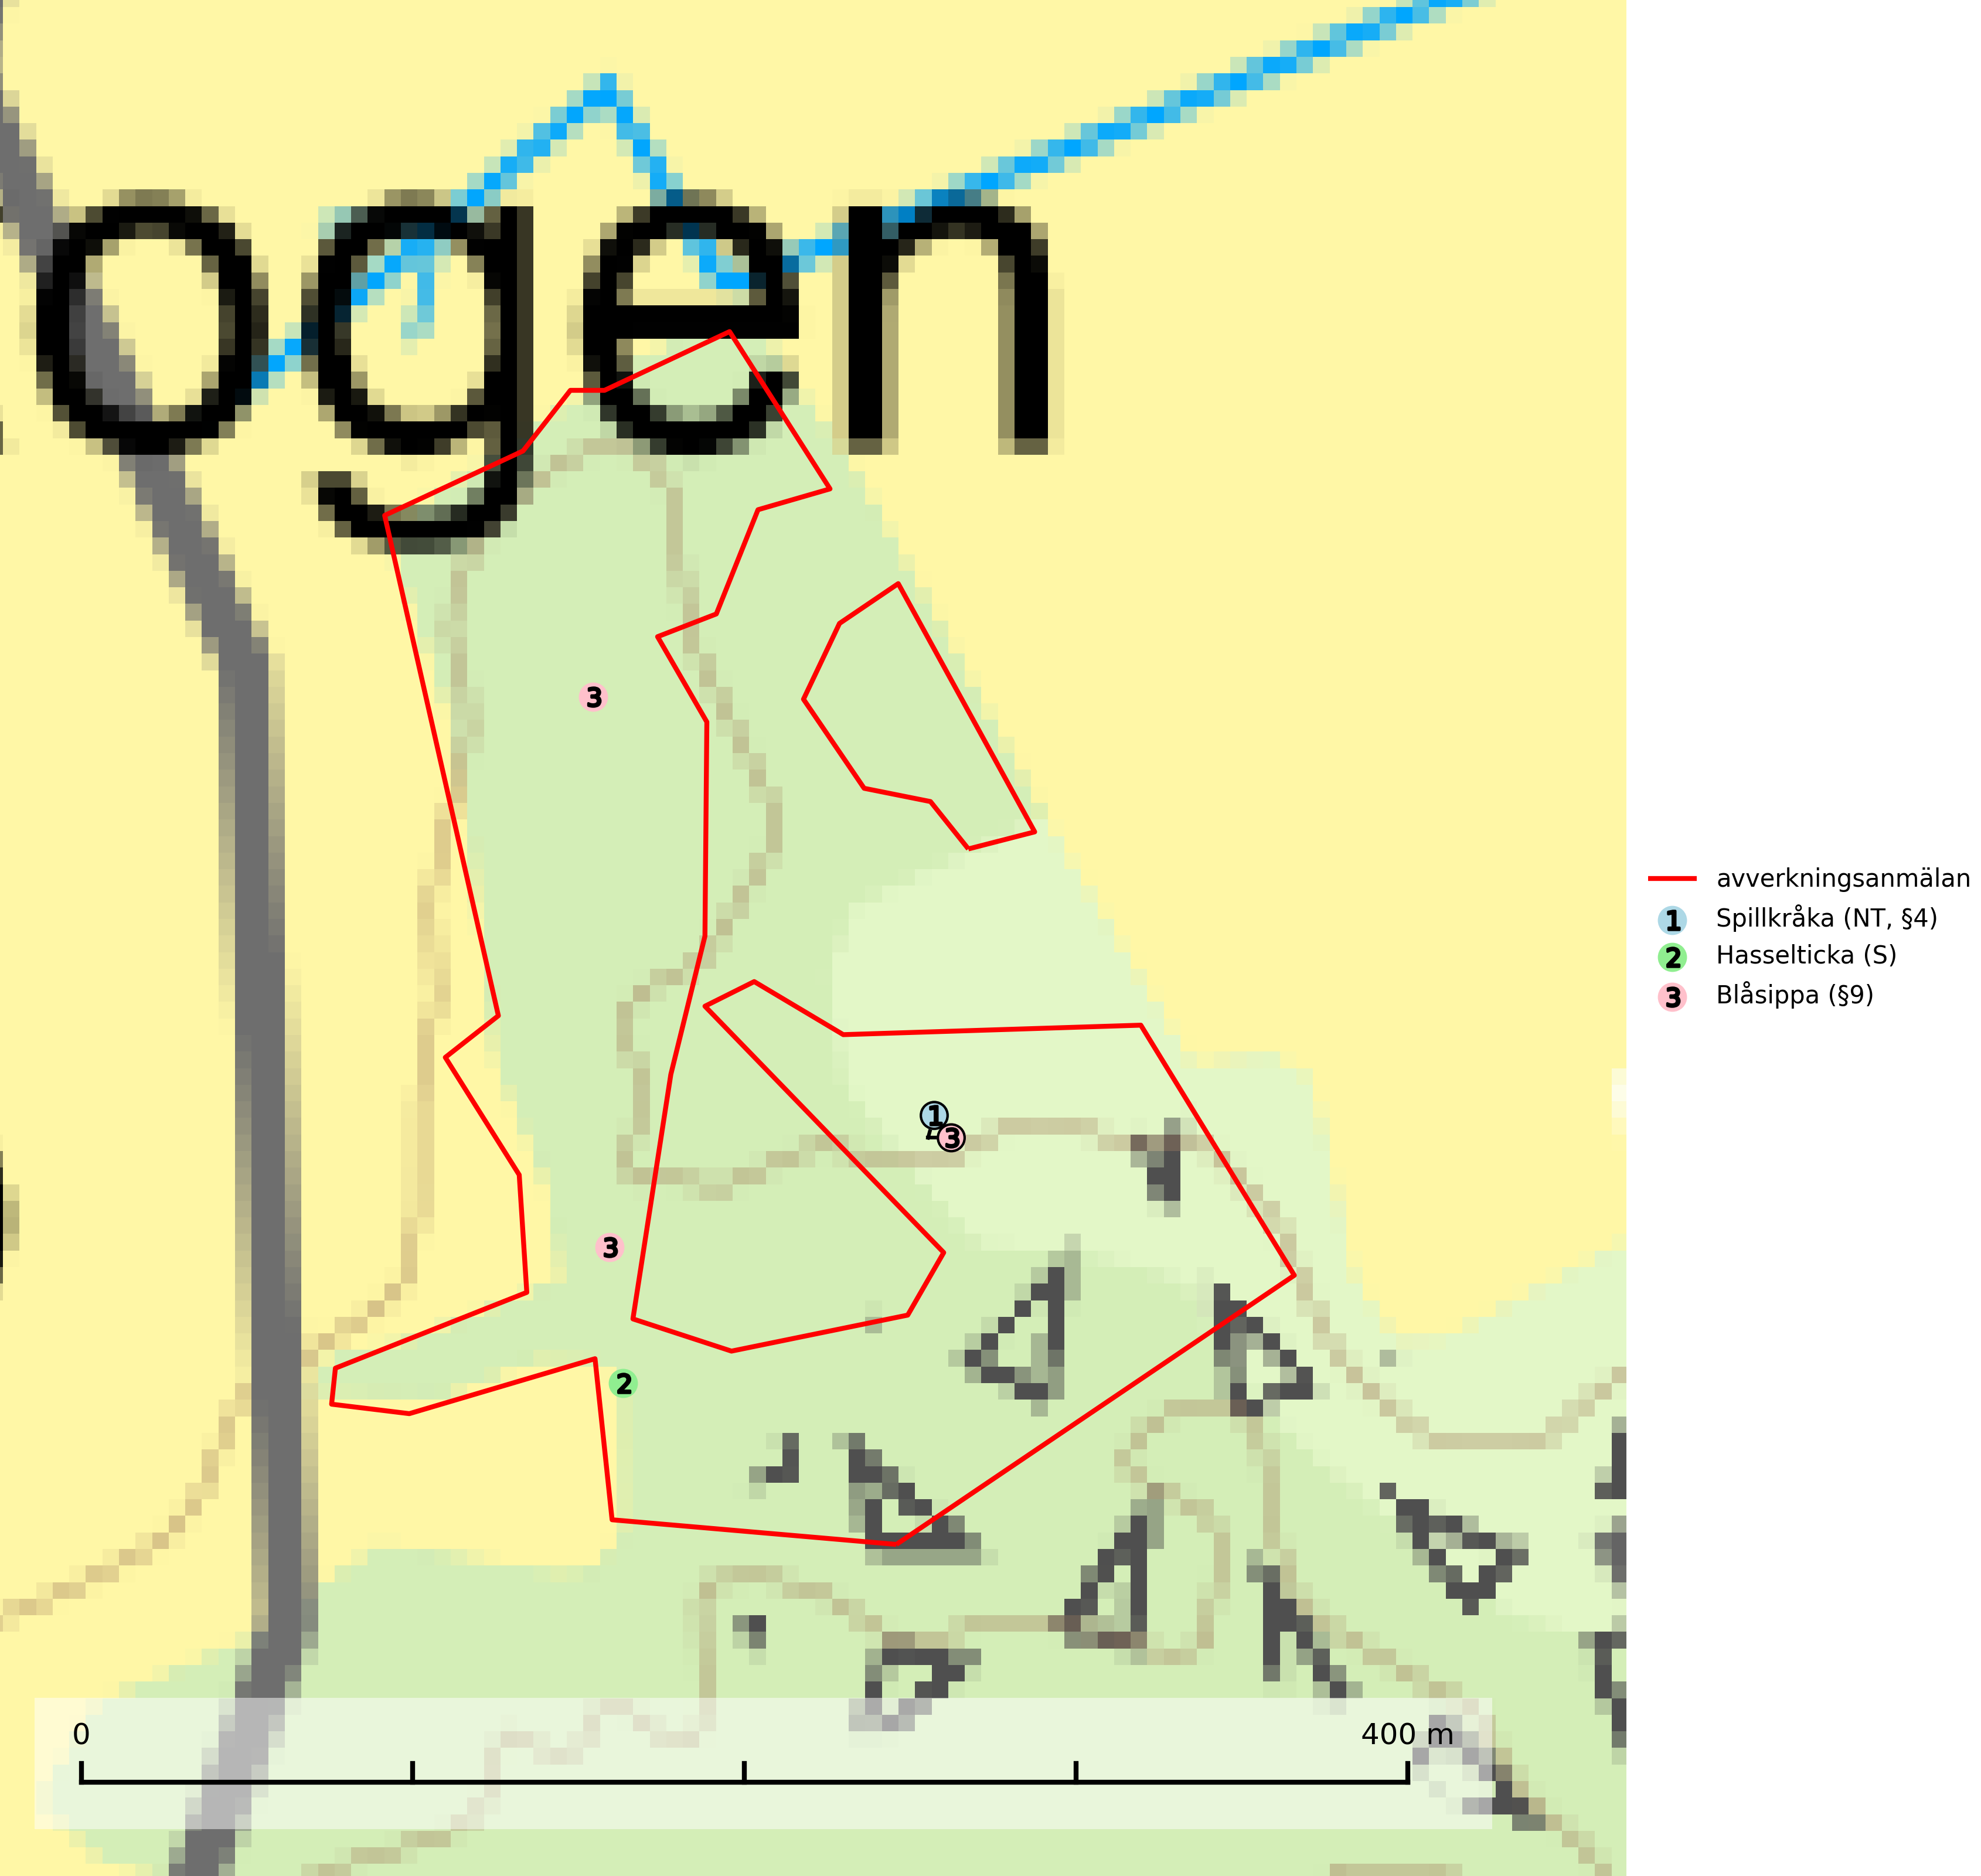 ogen
3
1
3
3
2
0
400 m
avverkningsanmälan
1 Spillkråka (NT, §4)
2 Hasselticka (S)
3 Blåsippa (§9)